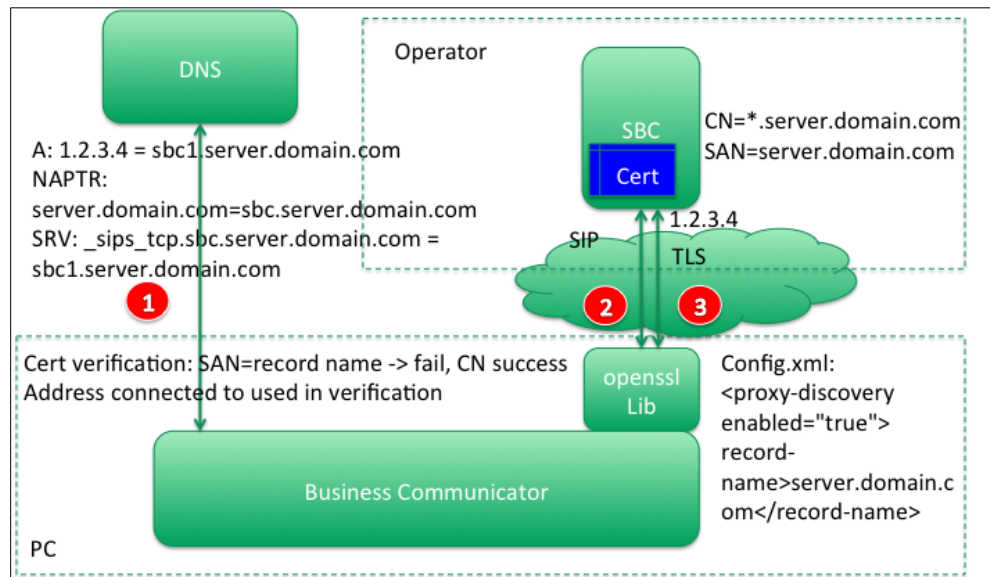 DNS
Operator
SBC
Cert
CN=*.server.domain.com
SAN=server.domain.com
A: 1.2.3.4 = sbc1.server.domain.com
NAPTR:
server.domain.com=sbc.server.domain.com
SRV: _sips_tcp.sbc.server.domain.com =
sbc1.server.domain.com
1.2.3.4
SIP
TLS
1
2
3
Cert verification: SAN=record name -> fail, CN success
Address connected to used in verification
openssl
Lib
Config.xml:
<proxy-discovery
enabled="true">
record-
name>server.domain.c
om</record-name>
Business Communicator
PC